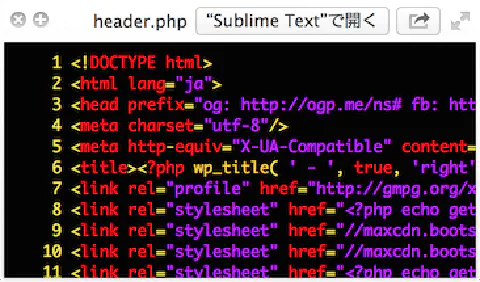 header.php "Sublime Text"で開く
1 <!DOCTYPE html>
2 <html lang="ja">
3 <head prefix="og: http://ogp.me/ns# fb: htt
4 <meta charset="utf-8"/>
5 <meta http-equiv="X-UA-Compatible" content=
6 <title><?php wp_title( ' - ', true, 'right'
7 <link rel="profile" href="http://gmpg.org/x
8 <link rel="stylesheet" href="<?php echo get
9 <link rel="stylesheet" href="//maxcdn.boots
10 <link rel="stylesheet" href="//maxcdn.boots
11 <link rel="stylesheet" href="<?php echo get